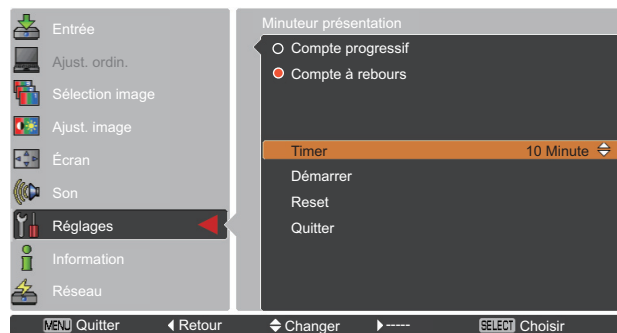 Entrée
Ajust. ordin.
Sélection image
Ajust. image
Écran
Son
Réglages
Information
Réseau
Minuteur présentation
Compte progressif
Compte à rebours
Timer 10 Minute
Démarrer
Reset
Quitter
MENU Quitter Retour Changer ----- SELECT Choisir